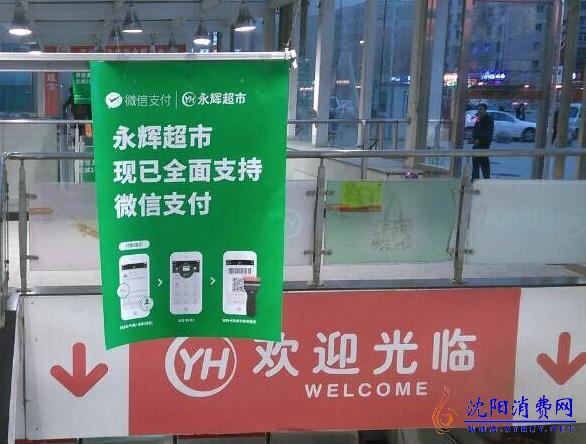 微信支付 YH 永辉超市
永辉超市
现已全面支持
微信支付
YH 欢迎光临
WELCOME
沈阳消费网